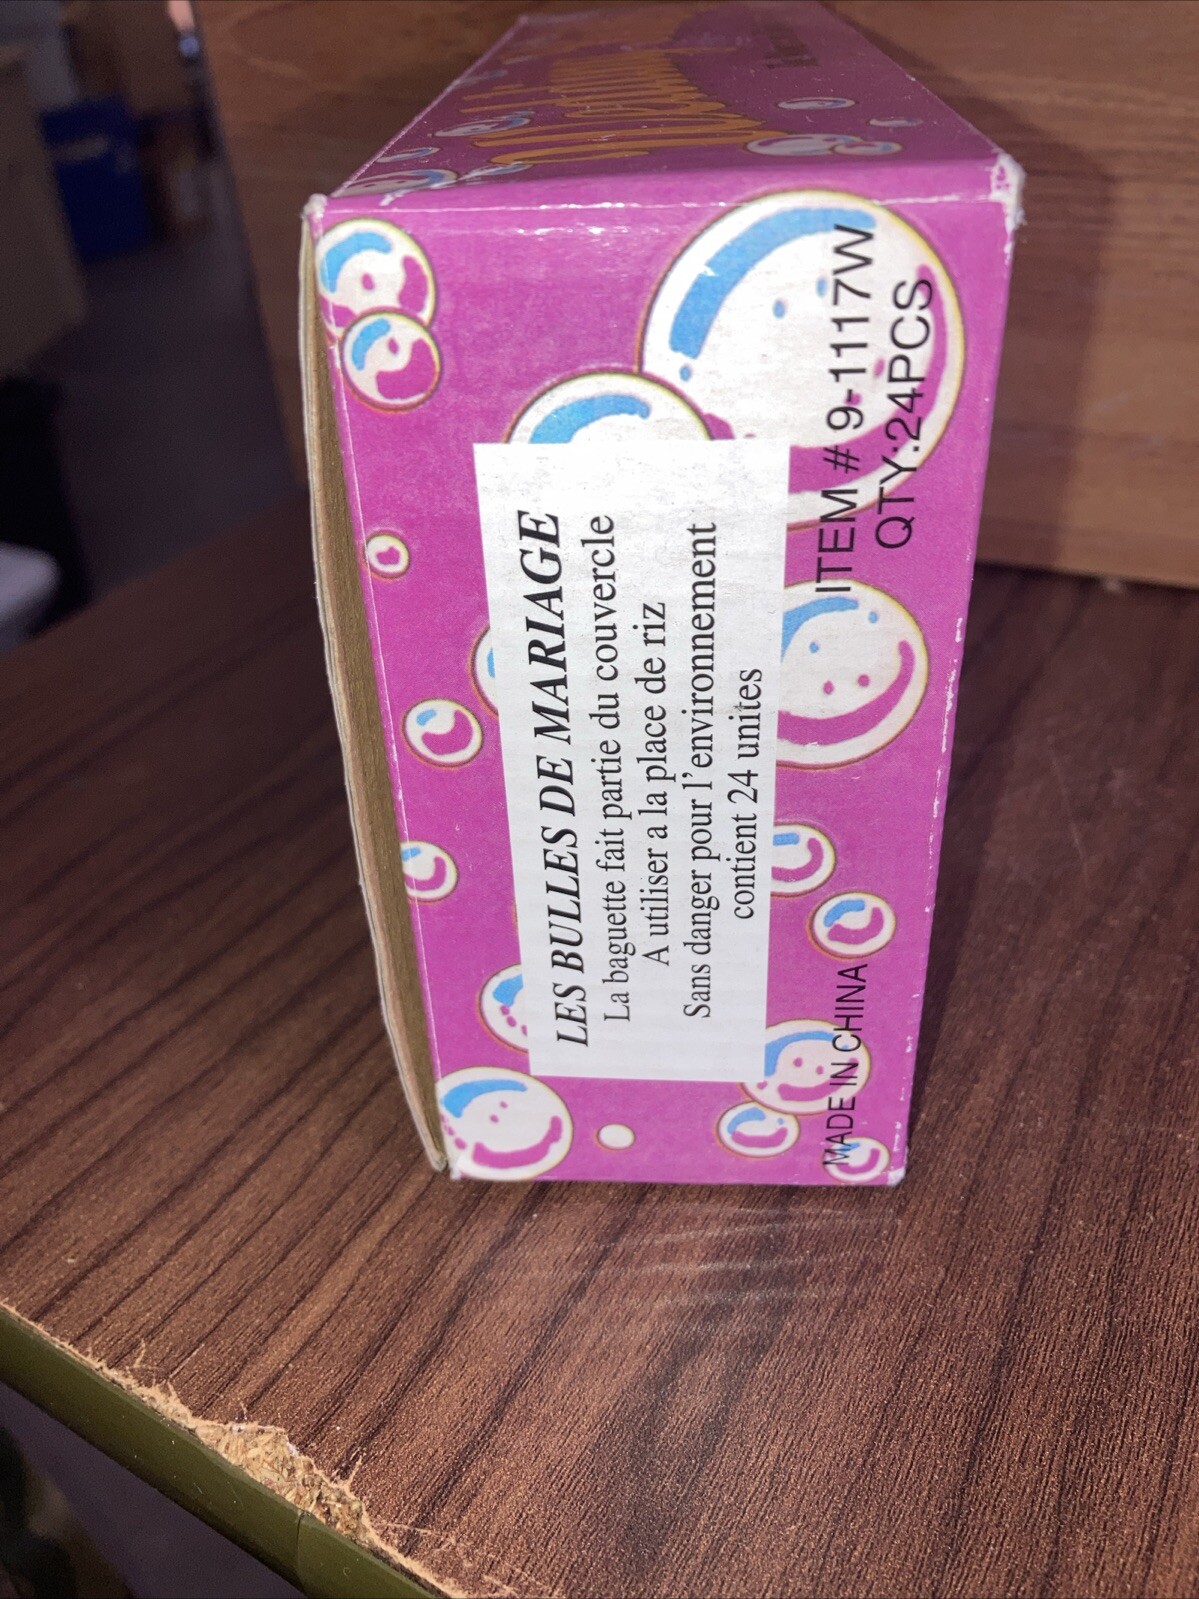 LES BULLES DE MARIAGE
La baguette fait partie du couvercle
A utiliser a la place de riz
Sans danger pour l'environnement
contient 24 unites
ITEM # 9-1117W
QTY:24PCS
MADE IN CHINA